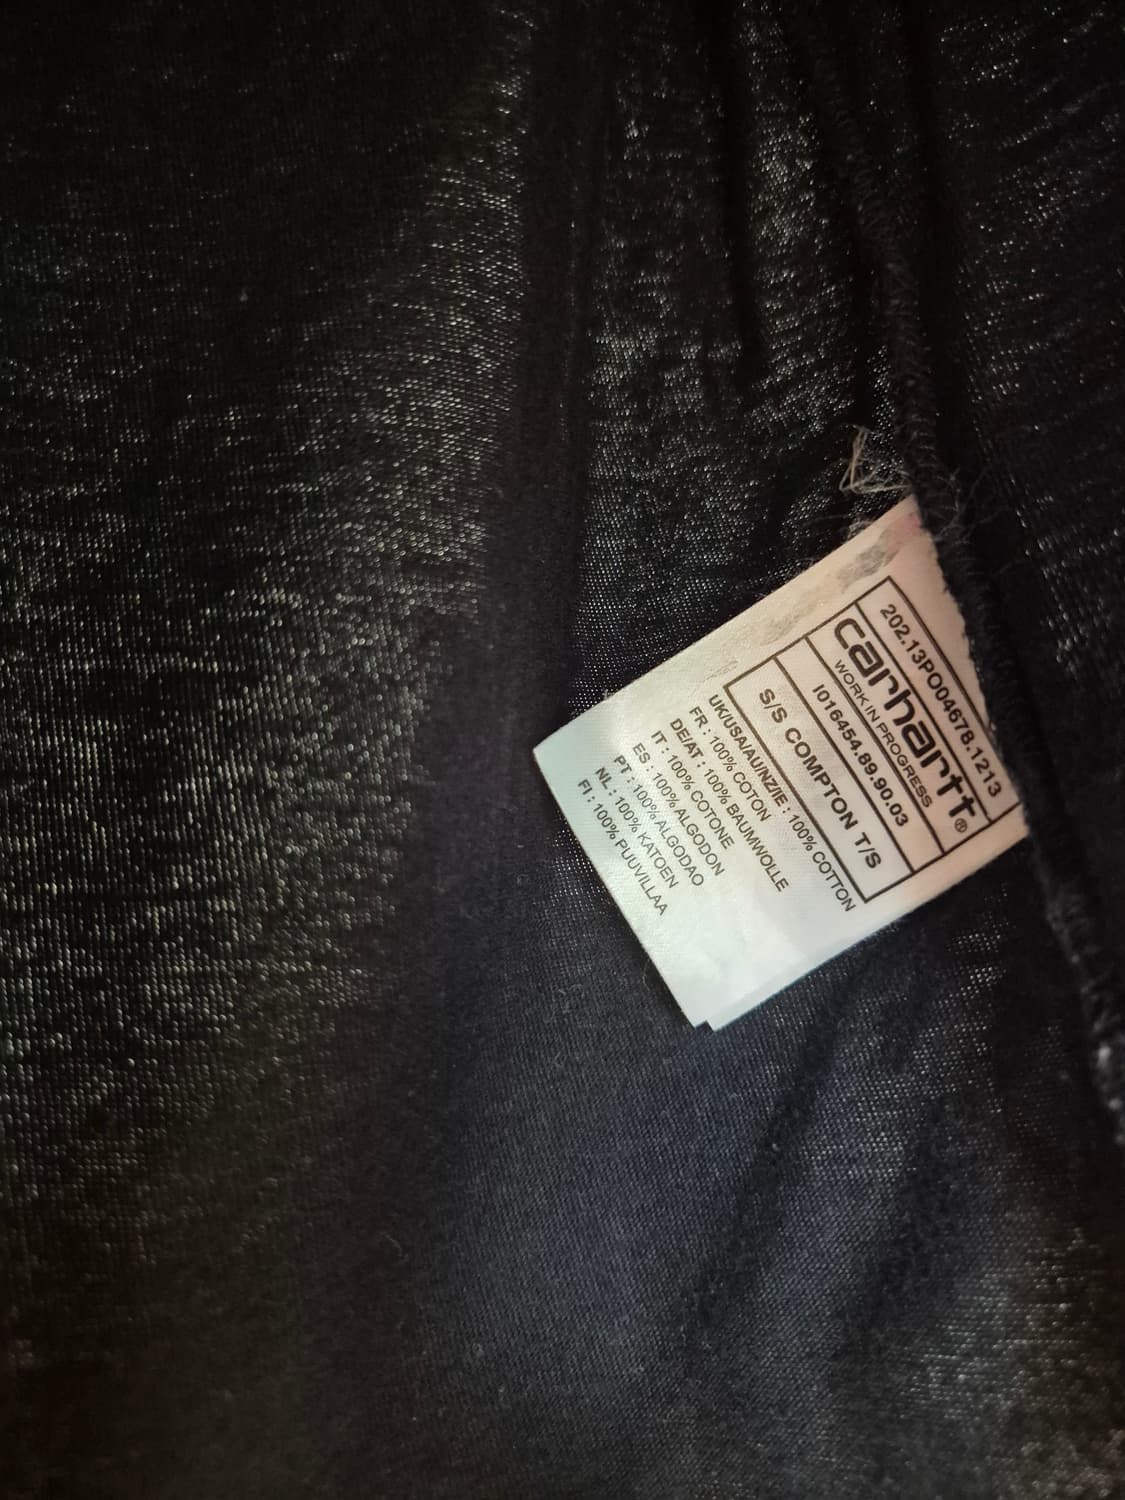 202.13PO04678.1213
carhartt®
WORK IN PROGRESS
I016454.89.90.03
S/S COMPTON T/S
UK/USA/AU/NZ/IE : 100% COTTON
FR : 100% COTON
DE/AT : 100% BAUMWOLLE
IT : 100% COTONE
ES : 100% ALGODON
PT : 100% ALGODAO
NL : 100% KATOEN
FI : 100% PUUVILLAA